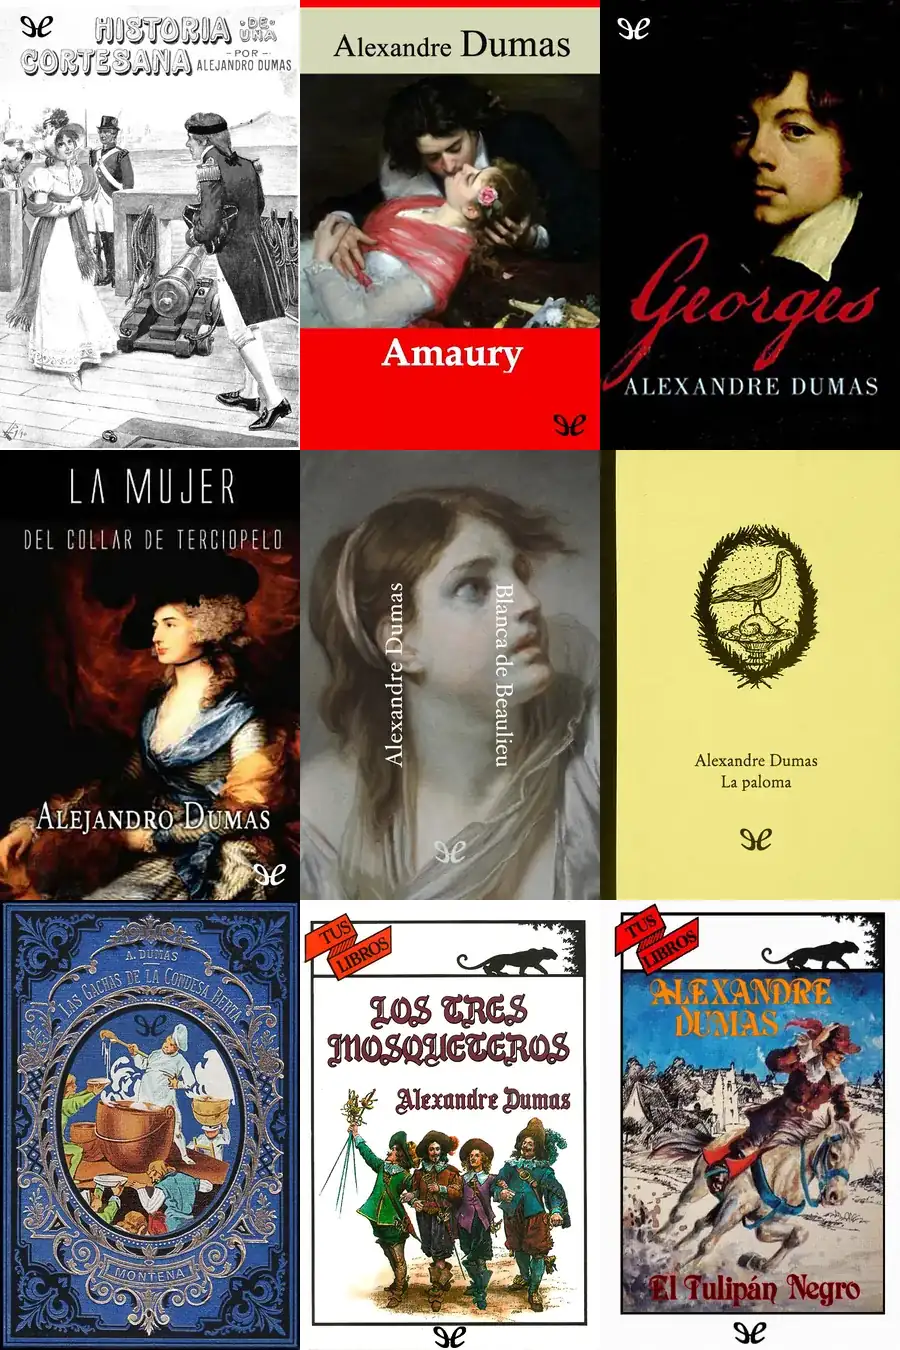 HISTORIA DE UNA
CORTESANA
POR
ALEJANDRO DUMAS
Alexandre Dumas
Amaury
Georges
ALEXANDRE DUMAS
LA MUJER
DEL COLLAR DE TERCIOPELO
ALEJANDRO DUMAS
Alexandre Dumas
Blanca de Beaulieu
Alexandre Dumas
La paloma
A. DUMAS
LAS GACHAS DE LA CONDESA BERTA
MONTENA
TUS
LIBROS
LOS TRES
MOSQUETEROS
Alexandre Dumas
TUS
LIBROS
ALEXANDRE
DUMAS
El Tulipán Negro